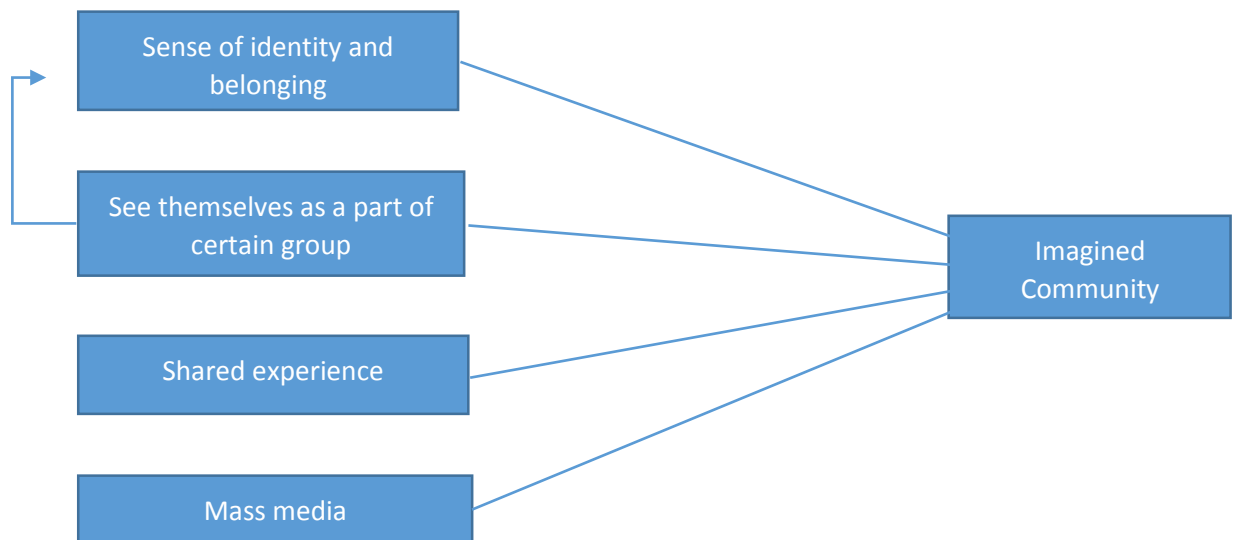 Sense of identity and
belonging
See themselves as a part of
certain group
Imagined
Community
Shared experience
Mass media